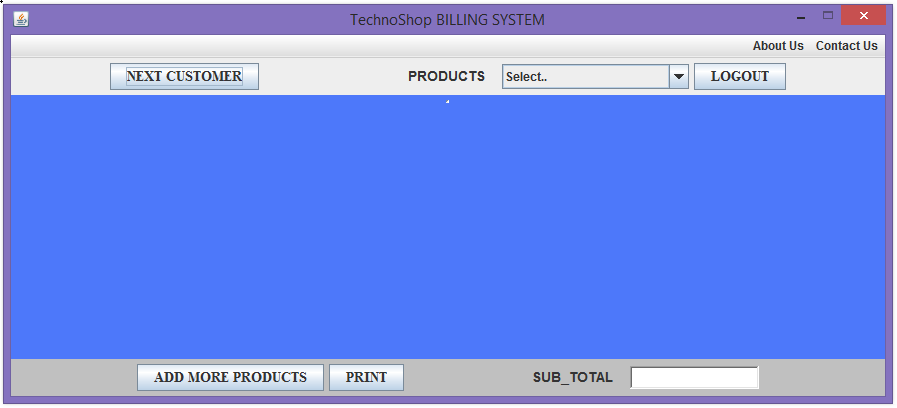 TechnoShop BILLING SYSTEM
About Us Contact Us
NEXT CUSTOMER PRODUCTS Select.. LOGOUT
ADD MORE PRODUCTS PRINT SUB_TOTAL